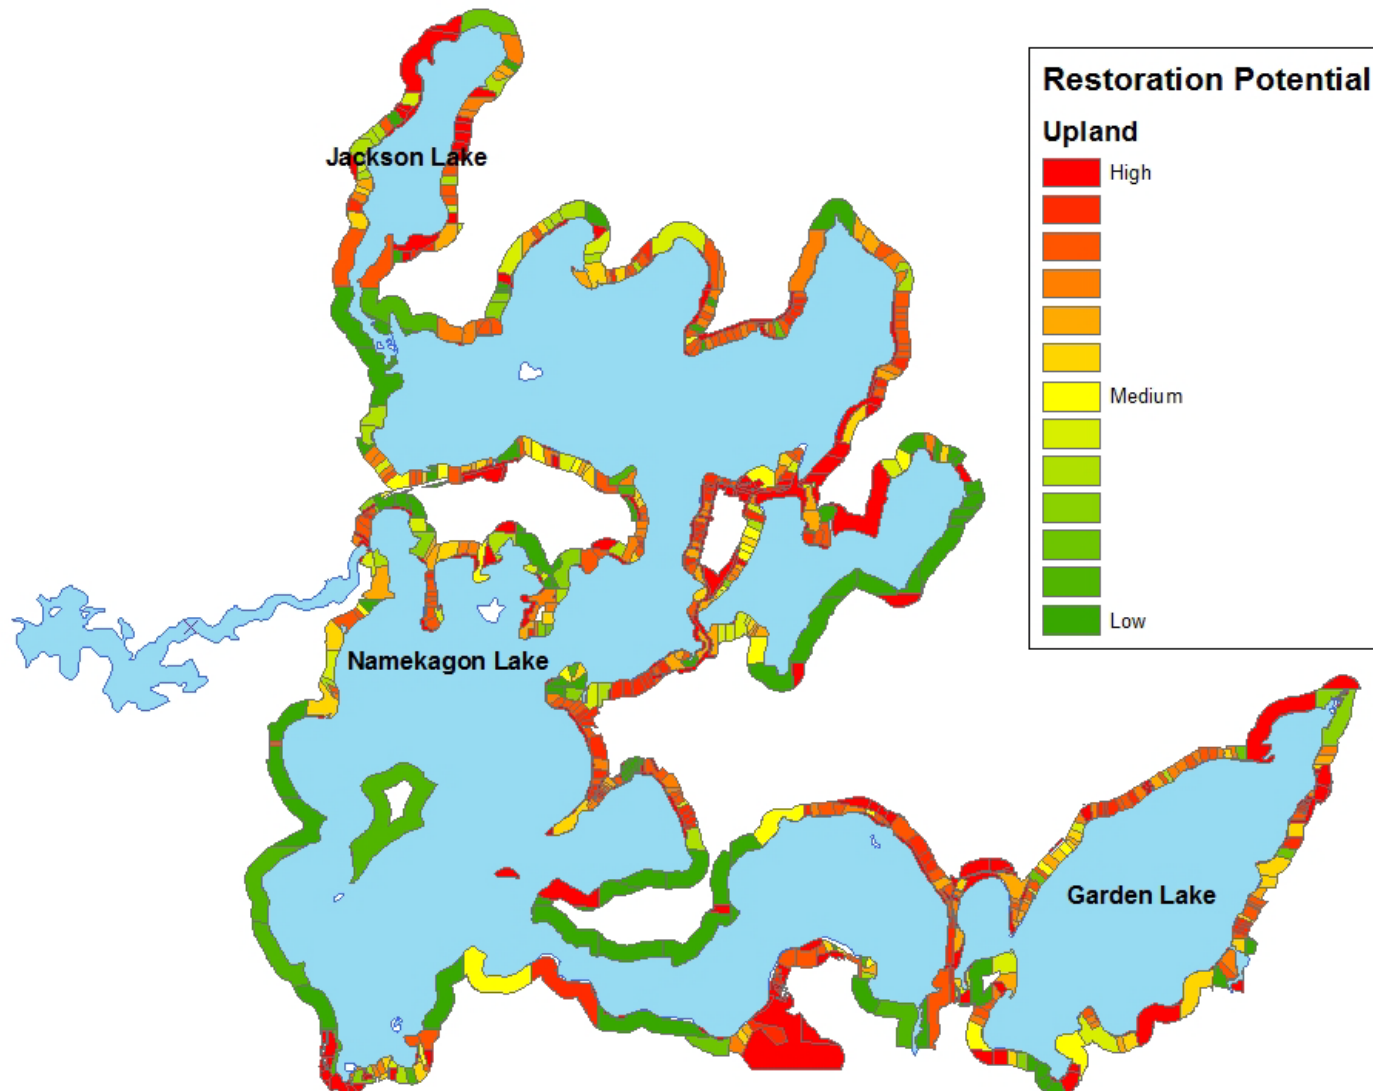 Restoration Potential
Upland
High
Medium
Low
Jackson Lake
Namekagon Lake
Garden Lake